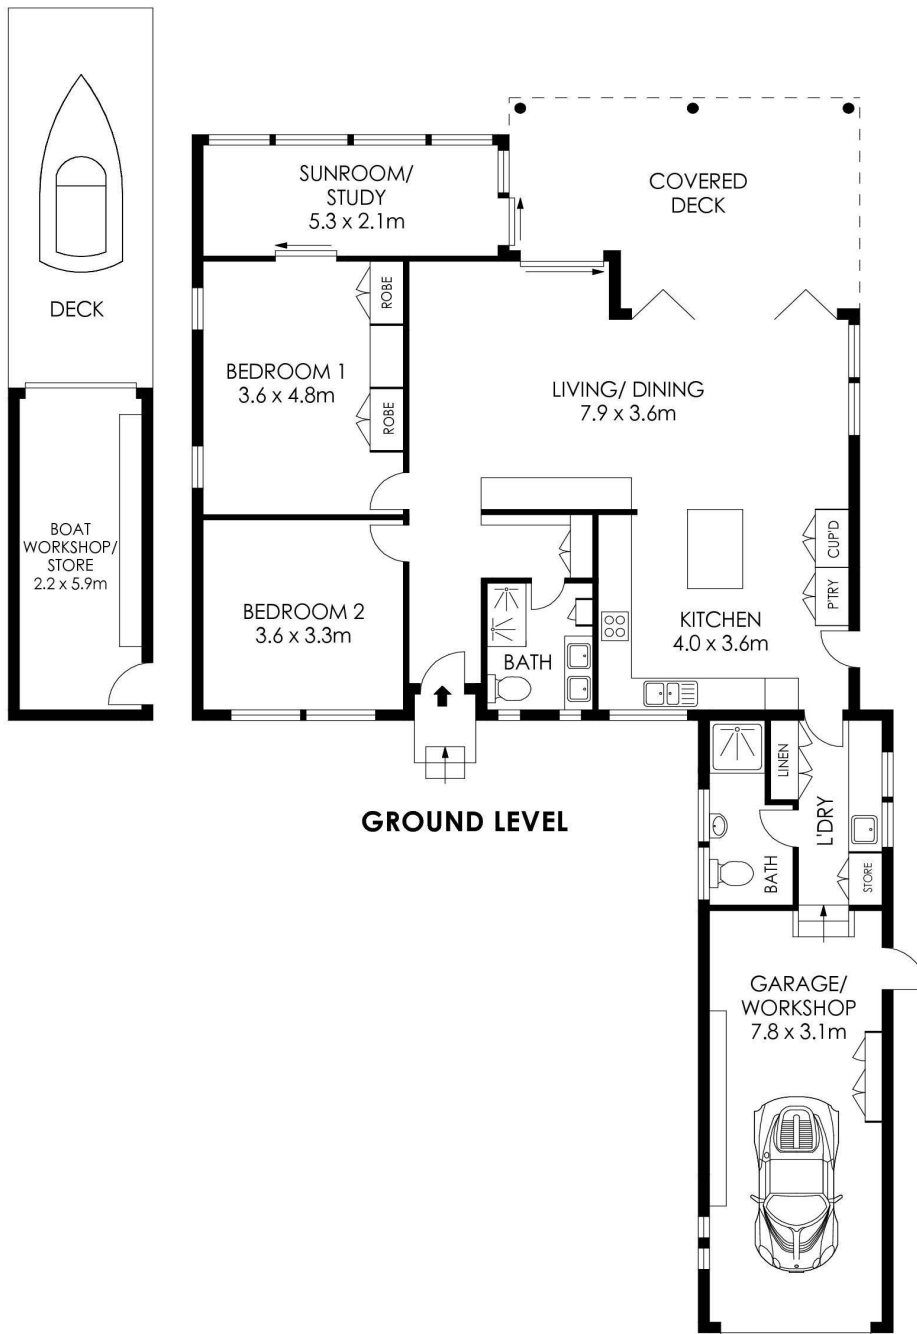 SUNROOM/
STUDY
5.3 x 2.1m
COVERED
DECK
DECK
ROBE
BEDROOM 1
3.6 x 4.8m
ROBE
LIVING/ DINING
7.9 x 3.6m
BOAT
WORKSHOP/
STORE
2.2 x 5.9m
CUP'D
P'TRY
BEDROOM 2
3.6 x 3.3m
BATH
KITCHEN
4.0 x 3.6m
LINEN
L'DRY
BATH
STORE
GROUND LEVEL
GARAGE/
WORKSHOP
7.8 x 3.1m